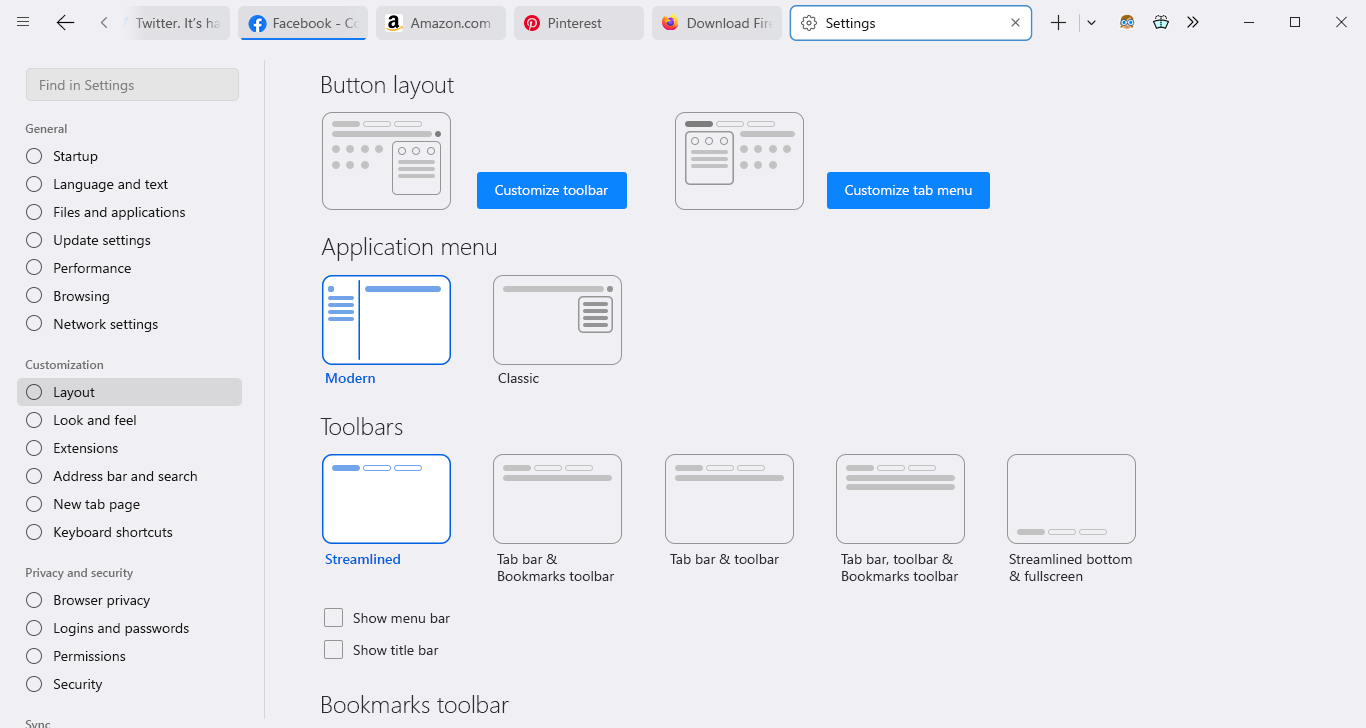 Twitter. It's ha
Facebook - Co
Amazon.com
Pinterest
Download Fire
Settings
Find in Settings
General
Startup
Language and text
Files and applications
Update settings
Performance
Browsing
Network settings
Customization
Layout
Look and feel
Extensions
Address bar and search
New tab page
Keyboard shortcuts
Privacy and security
Browser privacy
Logins and passwords
Permissions
Security
Sync
Button layout
Customize toolbar
Customize tab menu
Application menu
Modern
Classic
Toolbars
Streamlined
Tab bar &
Bookmarks toolbar
Tab bar & toolbar
Tab bar, toolbar &
Bookmarks toolbar
Streamlined bottom
& fullscreen
Show menu bar
Show title bar
Bookmarks toolbar